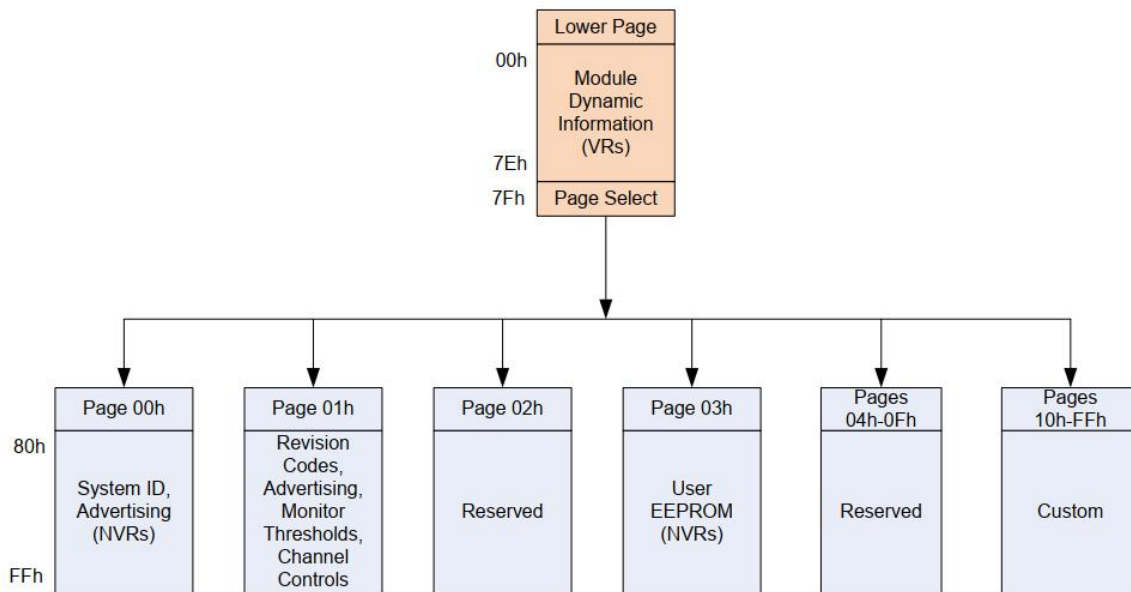 Lower Page
00h
Module
Dynamic
Information
(VRs)
7Eh
7Fh
Page Select
Page 00h
Page 01h
Page 02h
Page 03h
Pages
04h-0Fh
Pages
10h-FFh
80h
System ID,
Advertising
(NVRs)
Revision
Codes,
Advertising,
Monitor
Thresholds,
Channel
Controls
Reserved
User
EEPROM
(NVRs)
Reserved
Custom
FFh